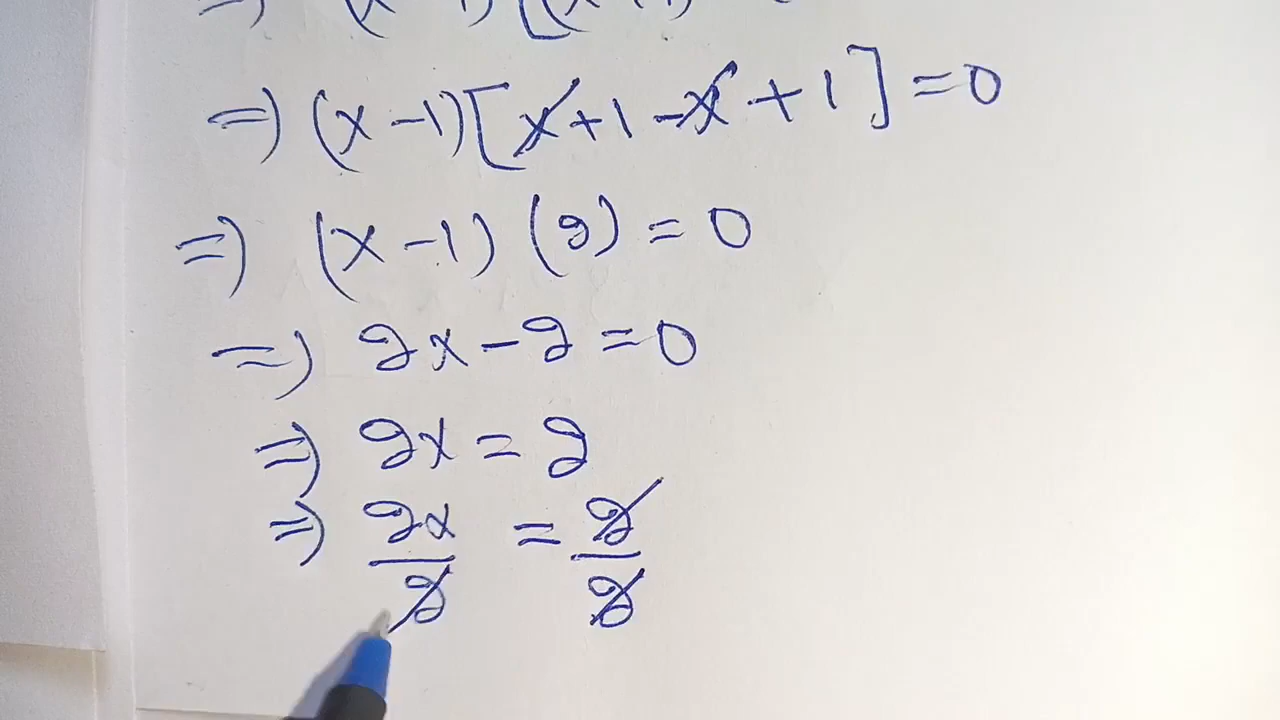 => (x-1)[x+1-x+1]=0
=> (x-1)(2)=0
=> 2x-2=0
=> 2x=2
=> 2x/2 = 2/2